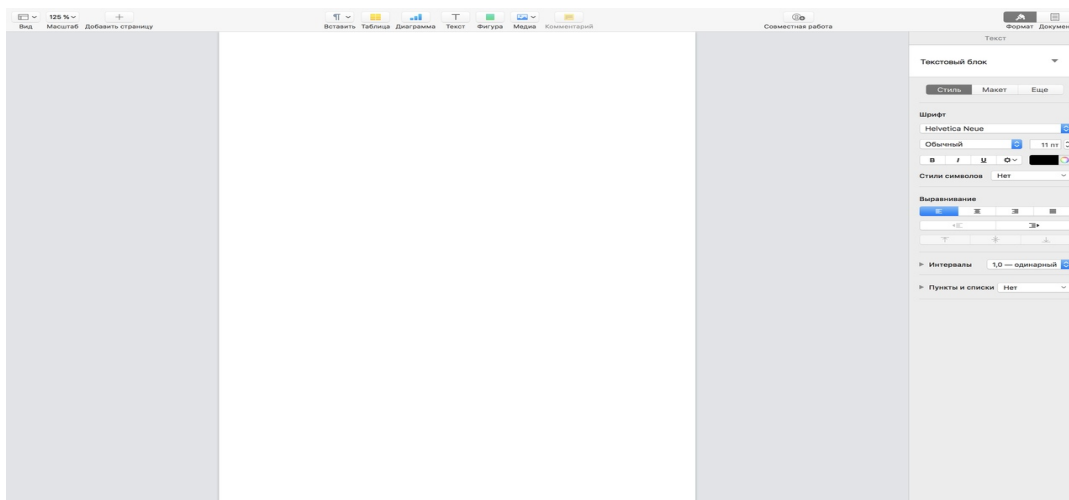 125 %
Вид Масштаб Добавить страницу Вставить Таблица Диаграмма Текст Фигура Медиа Комментарий Совместная работа Формат Докумен
Текст
Текстовый блок
Стиль Макет Еще
Шрифт
Helvetica Neue
Обычный 11 пт
B I U
Стили символов Нет
Выравнивание
Интервалы 1,0 — одинарный
Пункты и списки Нет